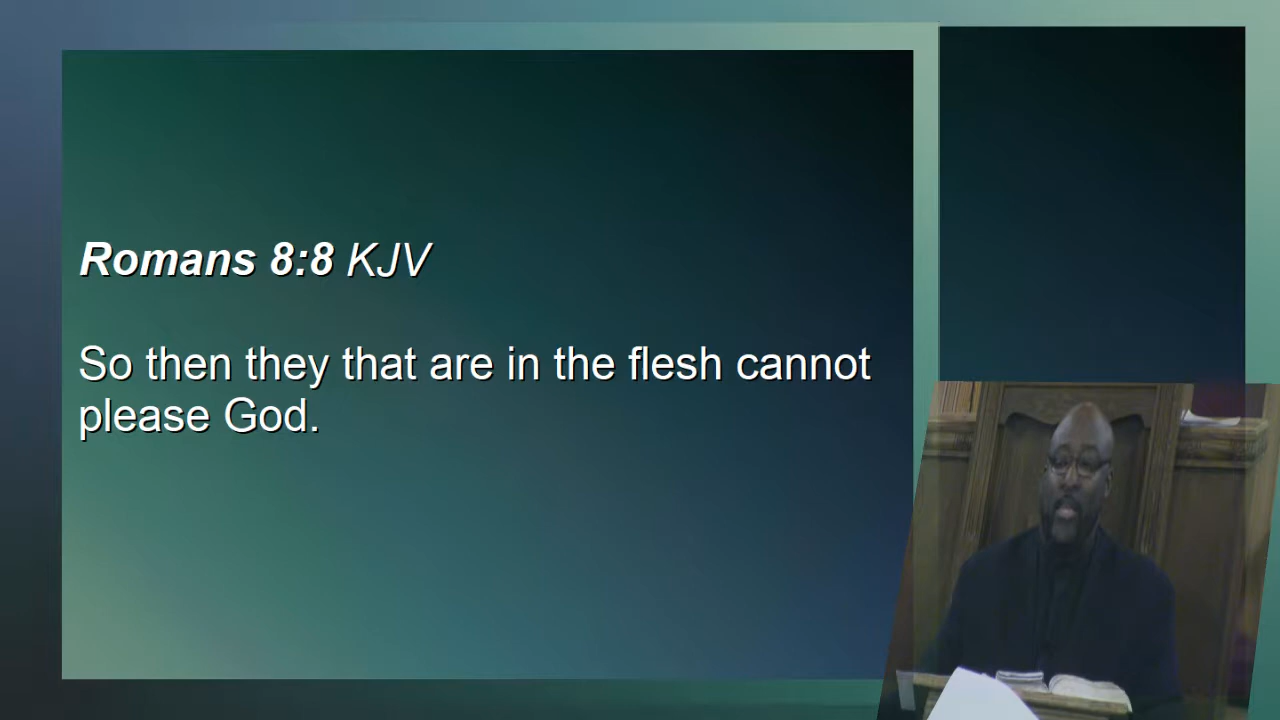 Romans 8:8 KJV
So then they that are in the flesh cannot
please God.